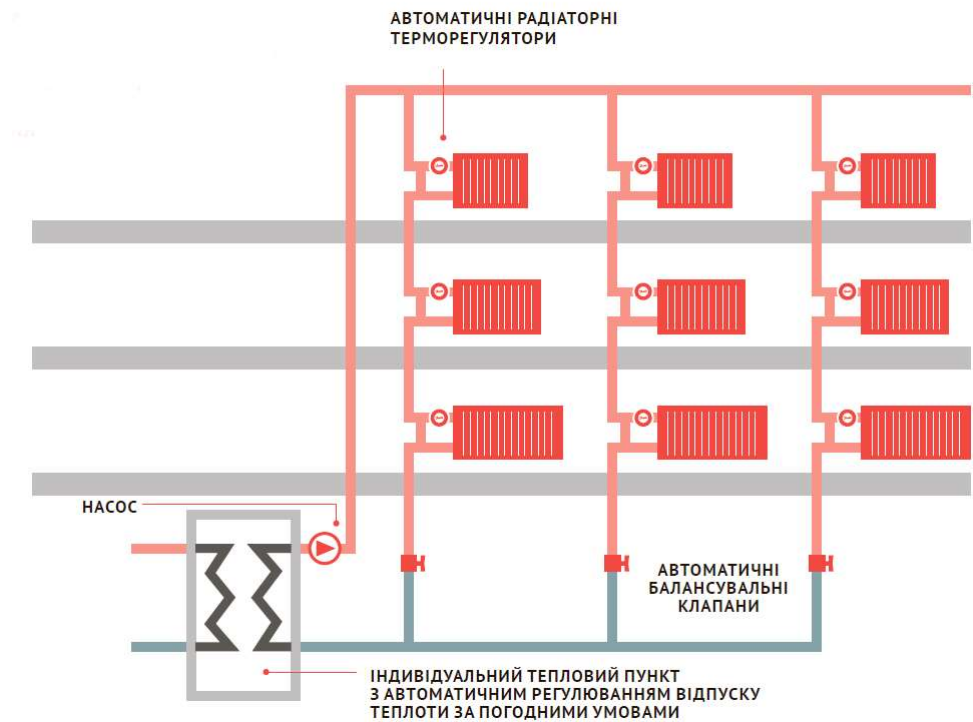 АВТОМАТИЧНІ РАДІАТОРНІ
ТЕРМОРЕГУЛЯТОРИ
НАСОС
АВТОМАТИЧНІ
БАЛАНСУВАЛЬНІ
КЛАПАНИ
ІНДИВІДУАЛЬНИЙ ТЕПЛОВИЙ ПУНКТ
З АВТОМАТИЧНИМ РЕГУЛЮВАННЯМ ВІДПУСКУ
ТЕПЛОТИ ЗА ПОГОДНИМИ УМОВАМИ